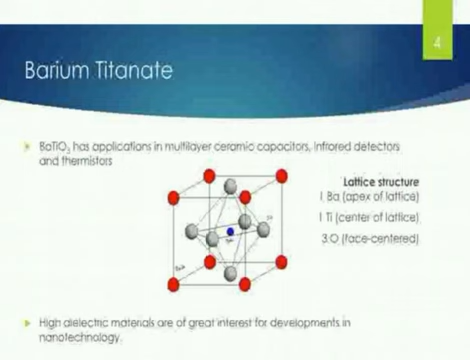 4
Barium Titanate
BaTiO₃ has applications in multilayer ceramic capacitors, Infrared detectors
and thermistors
Lattice structure
1 Ba (apex of lattice)
1 Ti (center of lattice)
3 O (face-centered)
High dielectric materials are of great interest for developments in
nanotechnology.